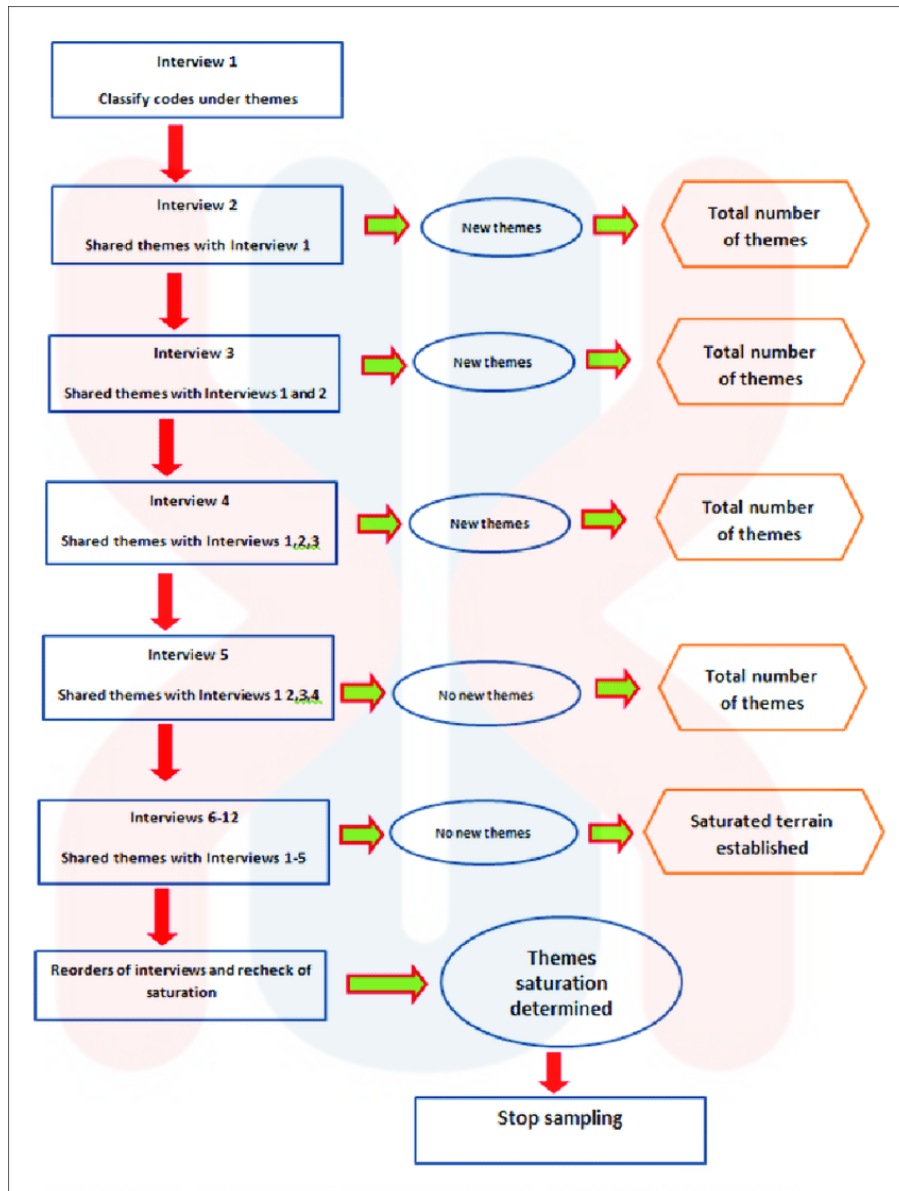 Interview 1
Classify codes under themes
Interview 2
Shared themes with Interview 1
New themes
Total number
of themes
Interview 3
Shared themes with Interviews 1 and 2
New themes
Total number
of themes
Interview 4
Shared themes with Interviews 1,2,3
New themes
Total number
of themes
Interview 5
Shared themes with Interviews 1 2,3,4
No new themes
Total number
of themes
Interviews 6-12
Shared themes with Interviews 1-5
No new themes
Saturated terrain
established
Reorders of interviews and recheck of
saturation
Themes
saturation
determined
Stop sampling